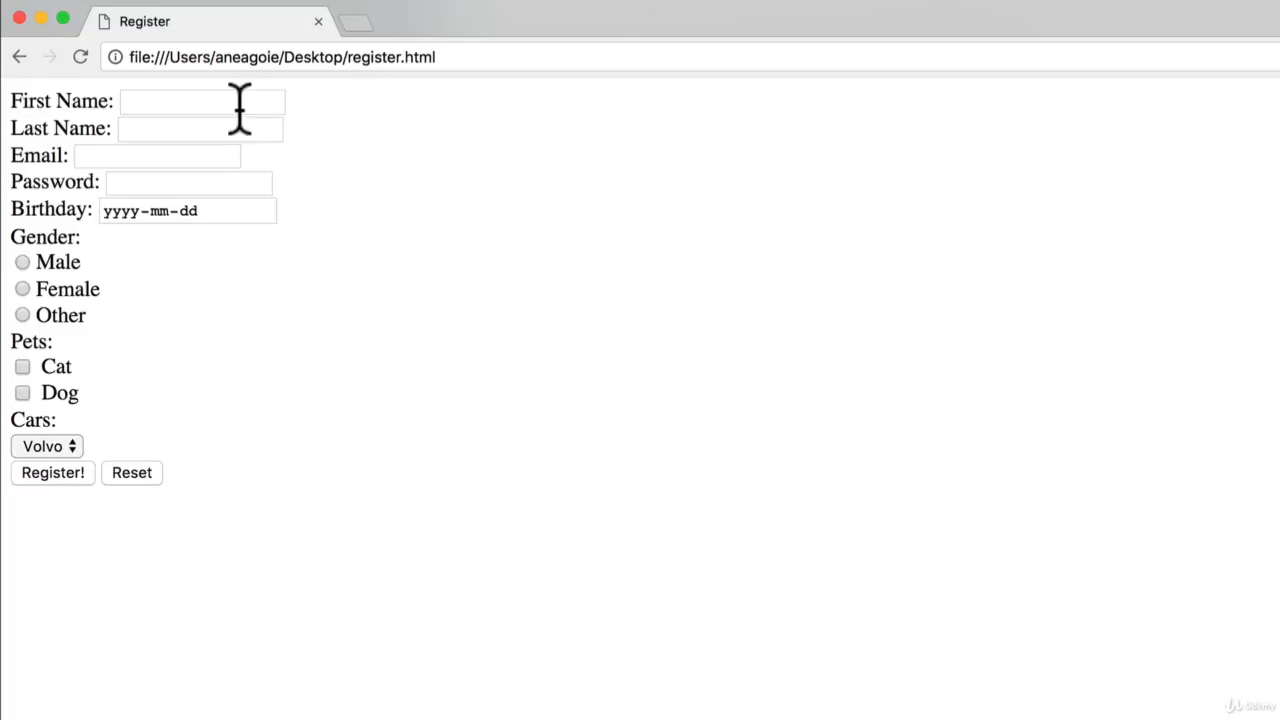 Register
file:///Users/aneagoie/Desktop/register.html
First Name:
Last Name:
Email:
Password:
Birthday: yyyy-mm-dd
Gender:
Male
Female
Other
Pets:
Cat
Dog
Cars:
Volvo
Register! Reset
Udemy